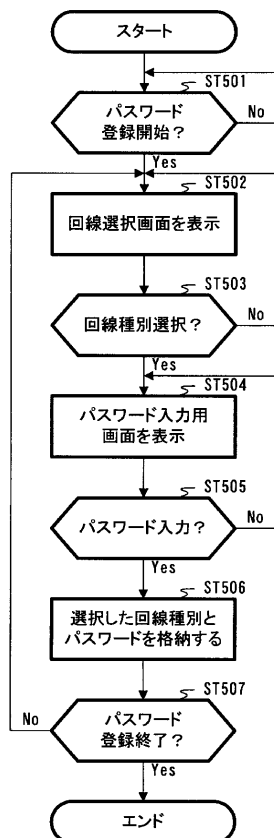 スタート
ST501
パスワード
登録開始？
No
Yes
ST502
回線選択画面を表示
ST503
回線種別選択？
No
Yes
ST504
パスワード入力用
画面を表示
ST505
パスワード入力？
No
Yes
ST506
選択した回線種別と
パスワードを格納する
ST507
No
パスワード
登録終了？
Yes
エンド